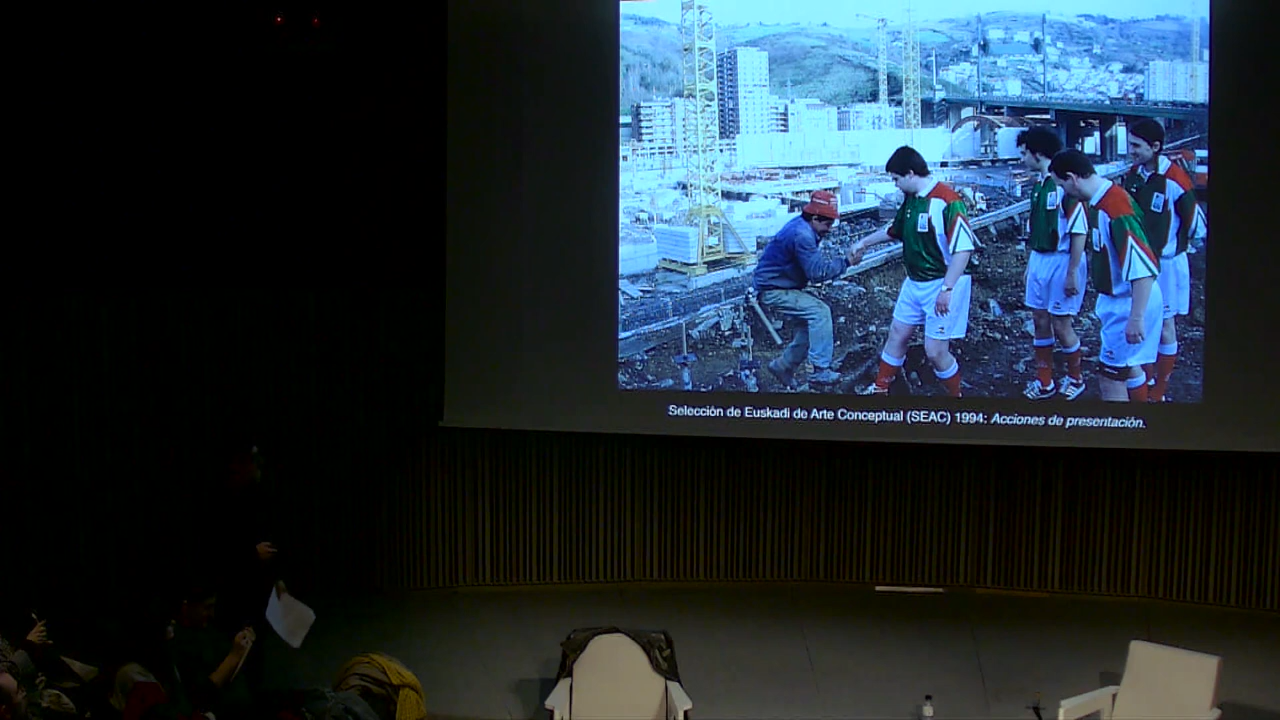 Selección de Euskadi de Arte Conceptual (SEAC) 1994: Acciones de presentación.